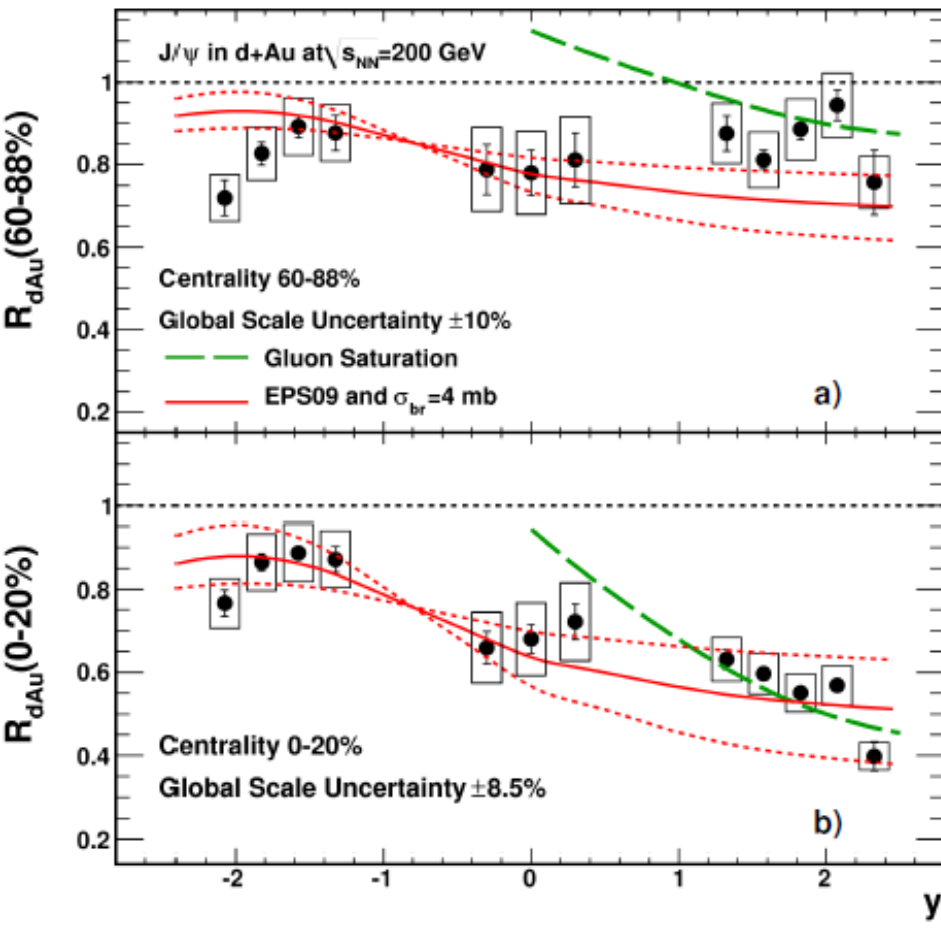 J/ψ in d+Au at √s_NN=200 GeV
R_dAu(60-88%)
1
0.8
0.6
0.4
0.2
Centrality 60-88%
Global Scale Uncertainty ±10%
Gluon Saturation
EPS09 and σ_br=4 mb
a)
R_dAu(0-20%)
1
0.8
0.6
0.4
0.2
Centrality 0-20%
Global Scale Uncertainty ±8.5%
b)
-2 -1 0 1 2
y